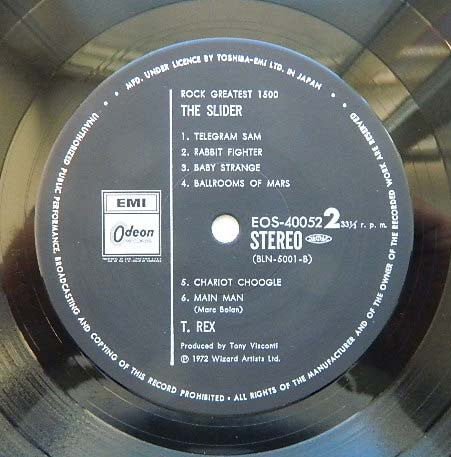 MFD. UNDER LICENCE BY TOSHIBA-EMI LTD. IN JAPAN
ROCK GREATEST 1500
THE SLIDER
1. TELEGRAM SAM
2. RABBIT FIGHTER
3. BABY STRANGE
4. BALLROOMS OF MARS
EMI
Odeon
EOS-40052 2 33⅓ r. p. m.
STEREO
(BLN-5001-B)
5. CHARIOT CHOOGLE
6. MAIN MAN
(Marc Bolan)
T. REX
Produced by Tony Visconti
Ⓟ 1972 Wizard Artists Ltd.
UNAUTHORIZED PUBLIC PERFORMANCE, BROADCASTING AND COPYING OF THIS RECORD PROHIBITED • ALL RIGHTS OF THE MANUFACTURER AND OF THE OWNER OF THE RECORDED WORK ARE RESERVED